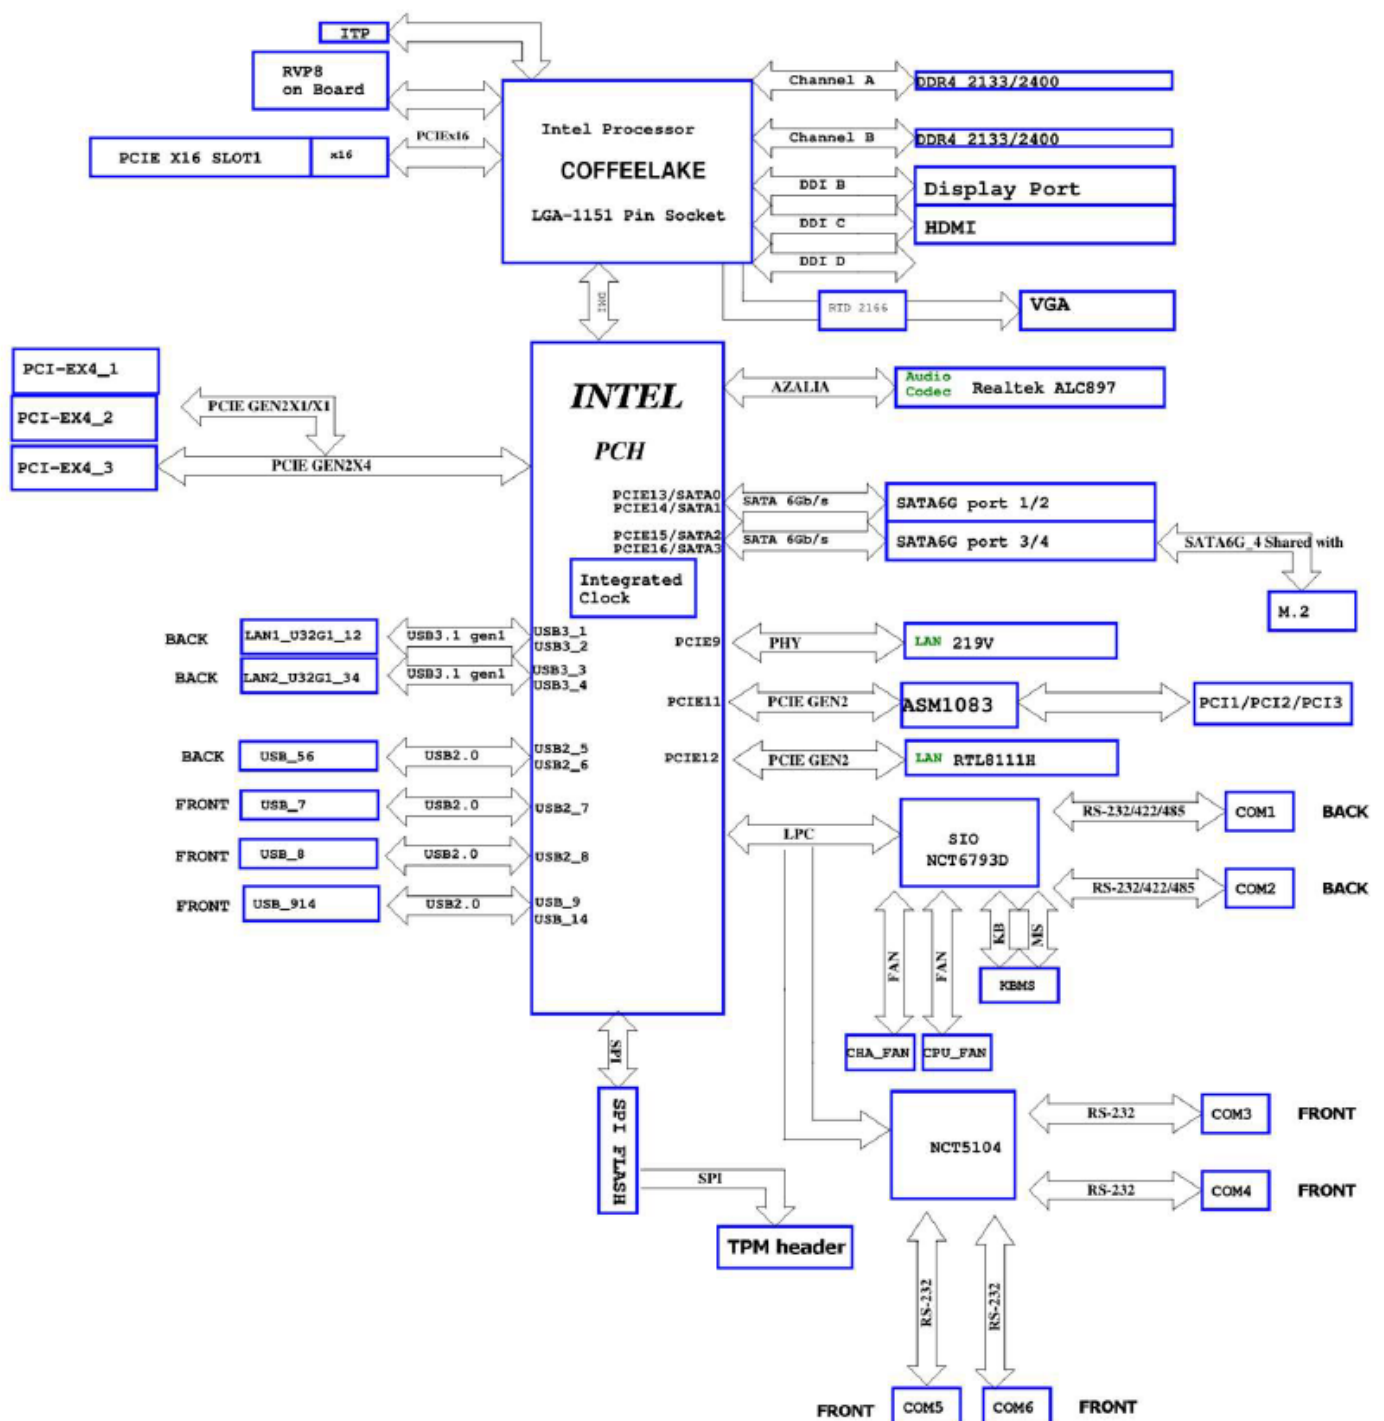 ITP
RVP8
on Board
PCIE X16 SLOT1
x16
PCIEx16
Intel Processor
COFFEELAKE
LGA-1151 Pin Socket
Channel A
DDR4 2133/2400
Channel B
DDR4 2133/2400
DDI B
Display Port
DDI C
HDMI
DDI D
RTD 2166
VGA
DMI
PCI-EX4_1
PCI-EX4_2
PCI-EX4_3
PCIE GEN2X1/X1
PCIE GEN2X4
INTEL
PCH
AZALIA
Audio
Codec
Realtek ALC897
PCIE13/SATA0
PCIE14/SATA1
SATA 6Gb/s
SATA6G port 1/2
PCIE15/SATA2
PCIE16/SATA3
SATA 6Gb/s
SATA6G port 3/4
SATA6G_4 Shared with
M.2
Integrated
Clock
BACK
LAN1_U32G1_12
USB3.1 gen1
USB3_1
USB3_2
BACK
LAN2_U32G1_34
USB3.1 gen1
USB3_3
USB3_4
PCIE9
PHY
LAN 219V
PCIE11
PCIE GEN2
ASM1083
PCI1/PCI2/PCI3
BACK
USB_56
USB2.0
USB2_5
USB2_6
PCIE12
PCIE GEN2
LAN RTL8111H
FRONT
USB_7
USB2.0
USB2_7
FRONT
USB_8
USB2.0
USB2_8
FRONT
USB_914
USB2.0
USB_9
USB_14
LPC
SIO
NCT6793D
RS-232/422/485
COM1
BACK
RS-232/422/485
COM2
BACK
FAN
FAN
KB
MS
KBMS
CHA_FAN
CPU_FAN
SPI
SPI FLASH
SPI
TPM header
NCT5104
RS-232
COM3
FRONT
RS-232
COM4
FRONT
RS-232
RS-232
FRONT
COM5
COM6
FRONT